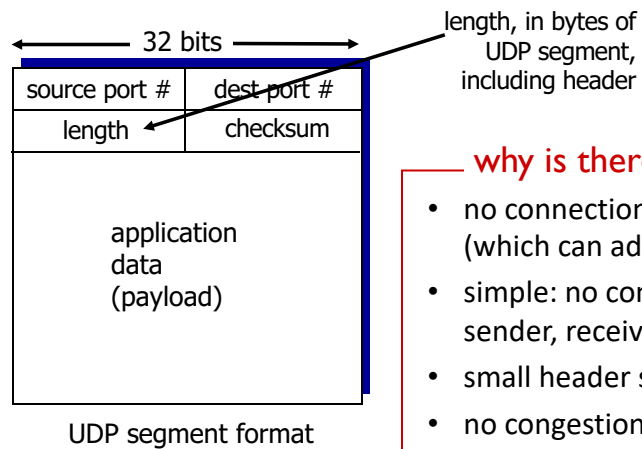 32 bits
length, in bytes of
UDP segment,
including header
source port #
dest port #
length
checksum
application
data
(payload)
UDP segment format
why is ther
• no connection
(which can ad
• simple: no con
sender, receiv
• small header s
• no congestion